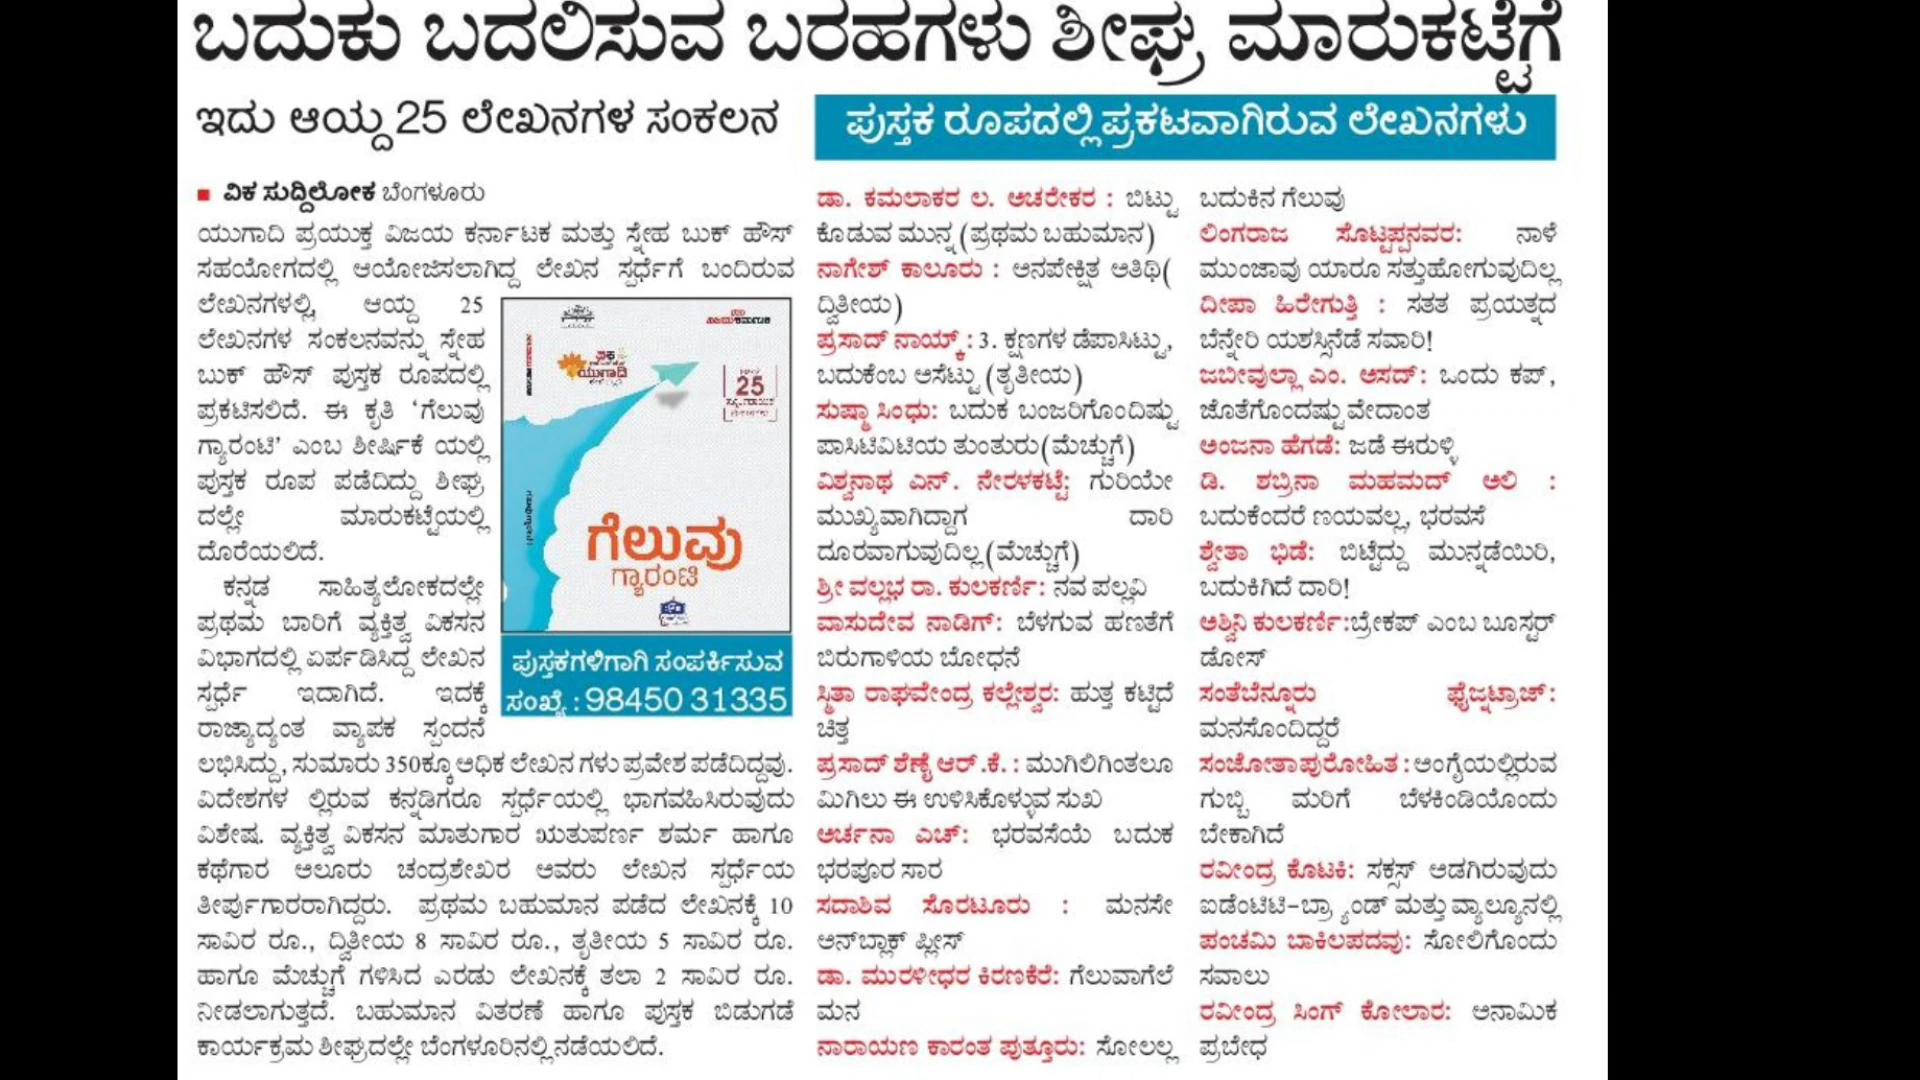 ಬದುಕು ಬದಲಿಸುವ ಬರಹಗಳು ಶೀಘ್ರ ಮಾರುಕಟ್ಟೆಗೆ
ಇದು ಆಯ್ದ 25 ಲೇಖನಗಳ ಸಂಕಲನ
■ ವಿಕ ಸುದ್ದಿಲೋಕ ಬೆಂಗಳೂರು
ಯುಗಾದಿ ಪ್ರಯುಕ್ತ ವಿಜಯ ಕರ್ನಾಟಕ ಮತ್ತು ಸ್ನೇಹ ಬುಕ್ ಹೌಸ್
ಸಹಯೋಗದಲ್ಲಿ ಆಯೋಜಿಸಲಾಗಿದ್ದ ಲೇಖನ ಸ್ಪರ್ಧೆಗೆ ಬಂದಿರುವ
ಲೇಖನಗಳಲ್ಲಿ, ಆಯ್ದ 25
ಲೇಖನಗಳ ಸಂಕಲನವನ್ನು ಸ್ನೇಹ
ಬುಕ್ ಹೌಸ್ ಪುಸ್ತಕ ರೂಪದಲ್ಲಿ
ಪ್ರಕಟಿಸಲಿದೆ. ಈ ಕೃತಿ ‘ಗೆಲುವು
ಗ್ಯಾರಂಟಿ’ ಎಂಬ ಶೀರ್ಷಿಕೆ ಯಲ್ಲಿ
ಪುಸ್ತಕ ರೂಪ ಪಡೆದಿದ್ದು ಶೀಘ್ರ
ದಲ್ಲೇ ಮಾರುಕಟ್ಟೆಯಲ್ಲಿ
ದೊರೆಯಲಿದೆ.
ಕನ್ನಡ ಸಾಹಿತ್ಯಲೋಕದಲ್ಲೇ
ಪ್ರಥಮ ಬಾರಿಗೆ ವ್ಯಕ್ತಿತ್ವ ವಿಕಸನ
ವಿಭಾಗದಲ್ಲಿ ಏರ್ಪಡಿಸಿದ್ದ ಲೇಖನ
ಸ್ಪರ್ಧೆ ಇದಾಗಿದೆ. ಇದಕ್ಕೆ
ರಾಜ್ಯಾದ್ಯಂತ ವ್ಯಾಪಕ ಸ್ಪಂದನೆ
ಲಭಿಸಿದ್ದು, ಸುಮಾರು 350ಕ್ಕೂ ಅಧಿಕ ಲೇಖನ ಗಳು ಪ್ರವೇಶ ಪಡೆದಿದ್ದವು.
ವಿದೇಶಗಳ ಲ್ಲಿರುವ ಕನ್ನಡಿಗರೂ ಸ್ಪರ್ಧೆಯಲ್ಲಿ ಭಾಗವಹಿಸಿರುವುದು
ವಿಶೇಷ. ವ್ಯಕ್ತಿತ್ವ ವಿಕಸನ ಮಾತುಗಾರ ಋತುಪರ್ಣ ಶರ್ಮ ಹಾಗೂ
ಕಥೆಗಾರ ಆಲೂರು ಚಂದ್ರಶೇಖರ ಅವರು ಲೇಖನ ಸ್ಪರ್ಧೆಯ
ತೀರ್ಪುಗಾರರಾಗಿದ್ದರು. ಪ್ರಥಮ ಬಹುಮಾನ ಪಡೆದ ಲೇಖನಕ್ಕೆ 10
ಸಾವಿರ ರೂ., ದ್ವಿತೀಯ 8 ಸಾವಿರ ರೂ., ತೃತೀಯ 5 ಸಾವಿರ ರೂ.
ಹಾಗೂ ಮೆಚ್ಚುಗೆ ಗಳಿಸಿದ ಎರಡು ಲೇಖನಕ್ಕೆ ತಲಾ 2 ಸಾವಿರ ರೂ.
ನೀಡಲಾಗುತ್ತದೆ. ಬಹುಮಾನ ವಿತರಣೆ ಹಾಗೂ ಪುಸ್ತಕ ಬಿಡುಗಡೆ
ಕಾರ್ಯಕ್ರಮ ಶೀಘ್ರದಲ್ಲೇ ಬೆಂಗಳೂರಿನಲ್ಲಿ ನಡೆಯಲಿದೆ.
ವಿಕ
ಯುಗಾದಿ
25
ಗೆಲುವು
ಗ್ಯಾರಂಟಿ
ಪುಸ್ತಕಗಳಿಗಾಗಿ ಸಂಪರ್ಕಿಸುವ
ಸಂಖ್ಯೆ : 98450 31335
ಪುಸ್ತಕ ರೂಪದಲ್ಲಿ ಪ್ರಕಟವಾಗಿರುವ ಲೇಖನಗಳು
ಡಾ. ಕಮಲಾಕರ ಲ. ಅಚರೇಕರ : ಬಿಟ್ಟು
ಕೊಡುವ ಮುನ್ನ (ಪ್ರಥಮ ಬಹುಮಾನ)
ನಾಗೇಶ್ ಕಾಲೂರು : ಅನಪೇಕ್ಷಿತ ಅತಿಥಿ(
ದ್ವಿತೀಯ)
ಪ್ರಸಾದ್ ನಾಯ್ಕ್ : 3. ಕ್ಷಣಗಳ ಡೆಪಾಸಿಟ್ಟು,
ಬದುಕೆಂಬ ಅಸೆಟ್ಟು (ತೃತೀಯ)
ಸುಷ್ಮಾ ಸಿಂಧು: ಬದುಕ ಬಂಜರಿಗೊಂದಿಷ್ಟು
ಪಾಸಿಟಿವಿಟಿಯ ತುಂತುರು(ಮೆಚ್ಚುಗೆ)
ವಿಶ್ವನಾಥ ಎನ್. ನೇರಳಕಟ್ಟೆ: ಗುರಿಯೇ
ಮುಖ್ಯವಾಗಿದ್ದಾಗ ದಾರಿ
ದೂರವಾಗುವುದಿಲ್ಲ (ಮೆಚ್ಚುಗೆ)
ಶ್ರೀ ವಲ್ಲಭ ರಾ. ಕುಲಕರ್ಣಿ: ನವ ಪಲ್ಲವಿ
ವಾಸುದೇವ ನಾಡಿಗ್: ಬೆಳಗುವ ಹಣತೆಗೆ
ಬಿರುಗಾಳಿಯ ಬೋಧನೆ
ಸ್ಮಿತಾ ರಾಘವೇಂದ್ರ ಕಲ್ಲೇಶ್ವರ: ಹುತ್ತ ಕಟ್ಟಿದೆ
ಚಿತ್ತ
ಪ್ರಸಾದ್ ಶೆಣೈ ಆರ್ .ಕೆ. : ಮುಗಿಲಿಗಿಂತಲೂ
ಮಿಗಿಲು ಈ ಉಳಿಸಿಕೊಳ್ಳುವ ಸುಖ
ಅರ್ಚನಾ ಎಚ್: ಭರವಸೆಯೆ ಬದುಕ
ಭರಪೂರ ಸಾರ
ಸದಾಶಿವ ಸೊರಟೂರು : ಮನಸೇ
ಅನ್‌ಬ್ಲಾಕ್ ಪ್ಲೀಸ್
ಡಾ. ಮುರಳೀಧರ ಕಿರಣಕೆರೆ: ಗೆಲುವಾಗೆಲೆ
ಮನ
ನಾರಾಯಣ ಕಾರಂತ ಪುತ್ತೂರು: ಸೋಲಲ್ಲ
ಬದುಕಿನ ಗೆಲುವು
ಲಿಂಗರಾಜ ಸೊಟ್ಟಪ್ಪನವರ: ನಾಳೆ
ಮುಂಜಾವು ಯಾರೂ ಸತ್ತುಹೋಗುವುದಿಲ್ಲ
ದೀಪಾ ಹಿರೇಗುತ್ತಿ : ಸತತ ಪ್ರಯತ್ನದ
ಬೆನ್ನೇರಿ ಯಶಸ್ಸಿನೆಡೆ ಸವಾರಿ!
ಜಬೀವುಲ್ಲಾ ಎಂ. ಅಸದ್: ಒಂದು ಕಪ್,
ಜೊತೆಗೊಂದಷ್ಟು ವೇದಾಂತ
ಅಂಜನಾ ಹೆಗಡೆ: ಜಡೆ ಈರುಳ್ಳಿ
ಡಿ. ಶಬ್ರಿನಾ ಮಹಮದ್ ಅಲಿ :
ಬದುಕೆಂದರೆ ಣಯವಲ್ಲ, ಭರವಸೆ
ಶ್ವೇತಾ ಭಿಡೆ: ಬಿಟ್ಟೆದ್ದು ಮುನ್ನಡೆಯಿರಿ,
ಬದುಕಿಗಿದೆ ದಾರಿ!
ಅಶ್ವಿನಿ ಕುಲಕರ್ಣಿ:ಬ್ರೇಕಪ್ ಎಂಬ ಬೂಸ್ಟರ್
ಡೋಸ್
ಸಂತೆಬೆನ್ನೂರು ಫೈಜ್ನಟ್ರಾಜ್:
ಮನಸೊಂದಿದ್ದರೆ
ಸಂಜೋತಾಪುರೋಹಿತ : ಅಂಗೈಯಲ್ಲಿರುವ
ಗುಬ್ಬಿ ಮರಿಗೆ ಬೆಳಕಿಂಡಿಯೊಂದು
ಬೇಕಾಗಿದೆ
ರವೀಂದ್ರ ಕೊಟಕಿ: ಸಕ್ಸಸ್ ಅಡಗಿರುವುದು
ಐಡೆಂಟಿಟಿ-ಬ್ರ್ಯಾಂಡ್ ಮತ್ತು ವ್ಯಾಲ್ಯೂನಲ್ಲಿ
ಪಂಚಮಿ ಬಾಕಿಲಪದವು: ಸೋಲಿಗೊಂದು
ಸವಾಲು
ರವೀಂದ್ರ ಸಿಂಗ್ ಕೋಲಾರ: ಅನಾಮಿಕ
ಪ್ರಬೇಧ